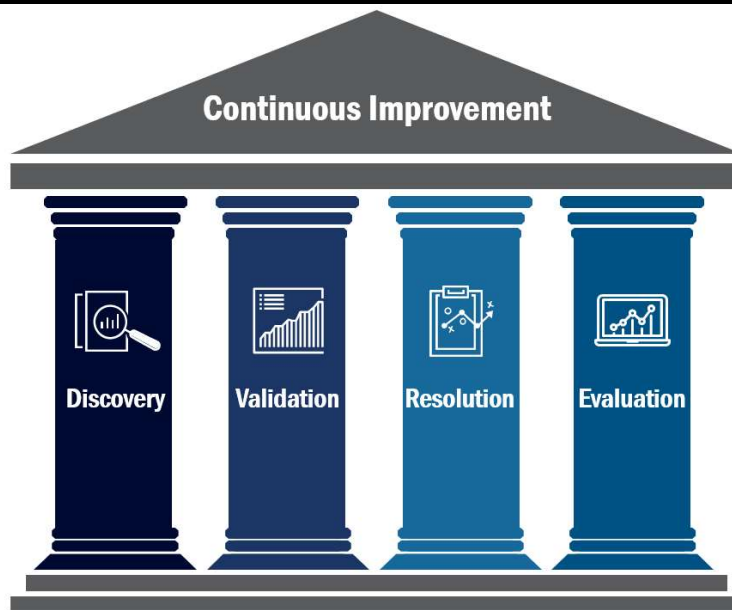 Continuous Improvement
Discovery
Validation
Resolution
Evaluation